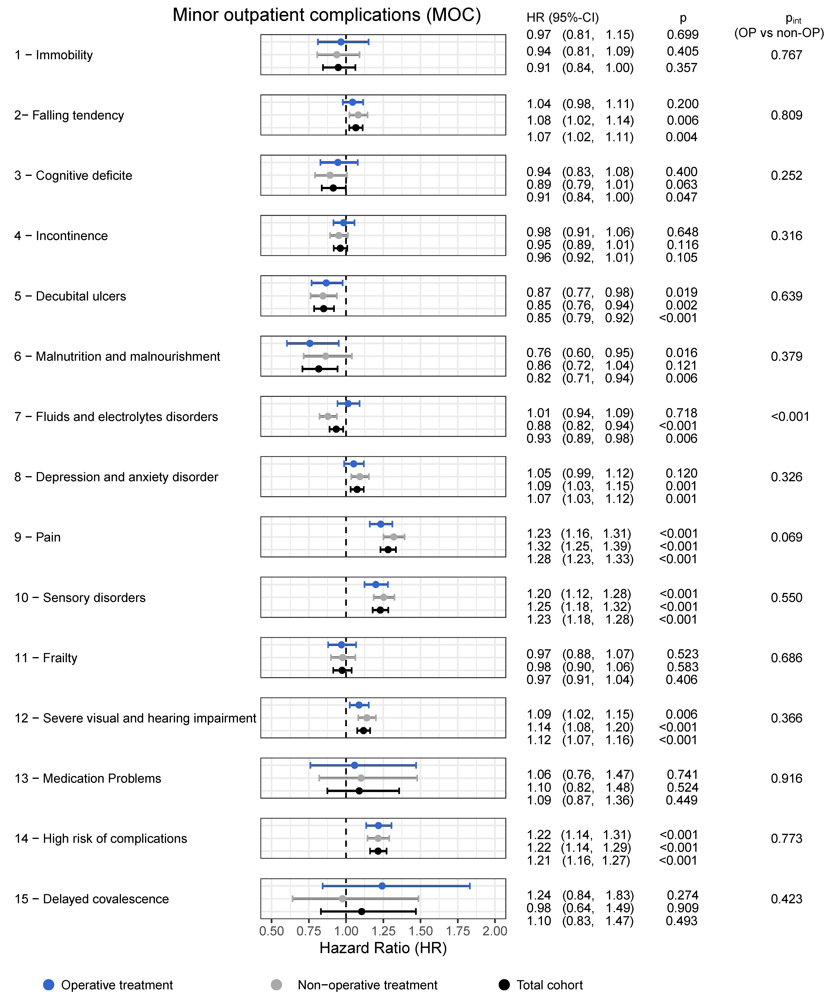 Minor outpatient complications (MOC)
HR (95%-CI) p pint
(OP vs non-OP)
0.97 (0.81, 1.15) 0.699
1 − Immobility 0.94 (0.81, 1.09) 0.405 0.767
0.91 (0.84, 1.00) 0.357
1.04 (0.98, 1.11) 0.200
2− Falling tendency 1.08 (1.02, 1.14) 0.006 0.809
1.07 (1.02, 1.11) 0.004
0.94 (0.83, 1.08) 0.400
3 − Cognitive deficite 0.89 (0.79, 1.01) 0.063 0.252
0.91 (0.84, 1.00) 0.047
0.98 (0.91, 1.06) 0.648
4 − Incontinence 0.95 (0.89, 1.01) 0.116 0.316
0.96 (0.92, 1.01) 0.105
0.87 (0.77, 0.98) 0.019
5 − Decubital ulcers 0.85 (0.76, 0.94) 0.002 0.639
0.85 (0.79, 0.92) <0.001
0.76 (0.60, 0.95) 0.016
6 − Malnutrition and malnourishment 0.86 (0.72, 1.04) 0.121 0.379
0.82 (0.71, 0.94) 0.006
1.01 (0.94, 1.09) 0.718
7 − Fluids and electrolytes disorders 0.88 (0.82, 0.94) <0.001 <0.001
0.93 (0.89, 0.98) 0.006
1.05 (0.99, 1.12) 0.120
8 − Depression and anxiety disorder 1.09 (1.03, 1.15) 0.001 0.326
1.07 (1.03, 1.12) 0.001
1.23 (1.16, 1.31) <0.001
9 − Pain 1.32 (1.25, 1.39) <0.001 0.069
1.28 (1.23, 1.33) <0.001
1.20 (1.12, 1.28) <0.001
10 − Sensory disorders 1.25 (1.18, 1.32) <0.001 0.550
1.23 (1.18, 1.28) <0.001
0.97 (0.88, 1.07) 0.523
11 − Frailty 0.98 (0.90, 1.06) 0.583 0.686
0.97 (0.91, 1.04) 0.406
1.09 (1.02, 1.15) 0.006
12 − Severe visual and hearing impairment 1.14 (1.08, 1.20) <0.001 0.366
1.12 (1.07, 1.16) <0.001
1.06 (0.76, 1.47) 0.741
13 − Medication Problems 1.10 (0.82, 1.48) 0.524 0.916
1.09 (0.87, 1.36) 0.449
1.22 (1.14, 1.31) <0.001
14 − High risk of complications 1.22 (1.14, 1.29) <0.001 0.773
1.21 (1.16, 1.27) <0.001
1.24 (0.84, 1.83) 0.274
15 − Delayed covalescence 0.98 (0.64, 1.49) 0.909 0.423
1.10 (0.83, 1.47) 0.493
0.50 0.75 1.00 1.25 1.50 1.75 2.00
Hazard Ratio (HR)
Operative treatment Non−operative treatment Total cohort